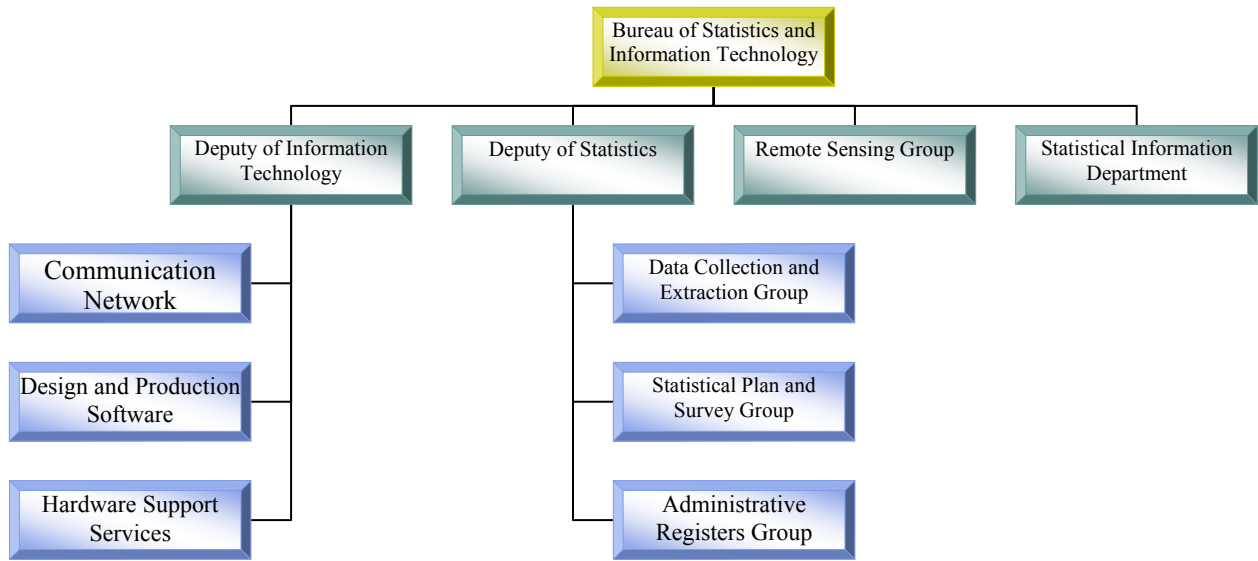 Bureau of Statistics and
Information Technology
Deputy of Information
Technology
Deputy of Statistics
Remote Sensing Group
Statistical Information
Department
Communication
Network
Data Collection and
Extraction Group
Design and Production
Software
Statistical Plan and
Survey Group
Hardware Support
Services
Administrative
Registers Group